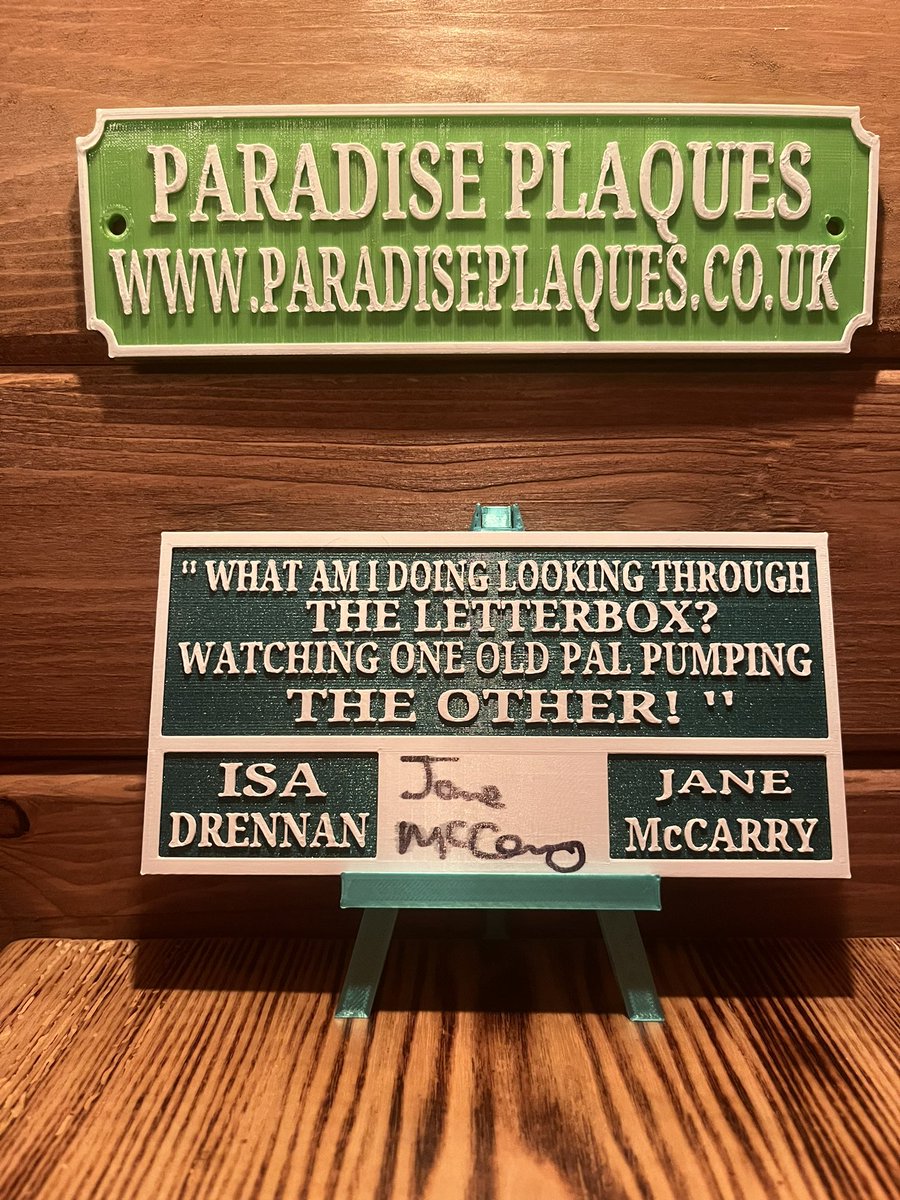 PARADISE PLAQUES
WWW.PARADISEPLAQUES.CO.UK
" WHAT AM I DOING LOOKING THROUGH
THE LETTERBOX?
WATCHING ONE OLD PAL PUMPING
THE OTHER! "
ISA
DRENNAN
Jane
McCarry
JANE
McCARRY